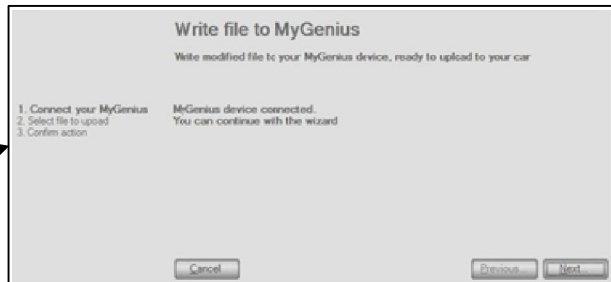 Write file to MyGenius
Write modified file to your MyGenius device, ready to upload to your car
1. Connect your MyGenius
2. Select file to upoad
3. Confirm action
MyGenius device connected.
You can continue with the wizard
Cancel
Previous...
Next...